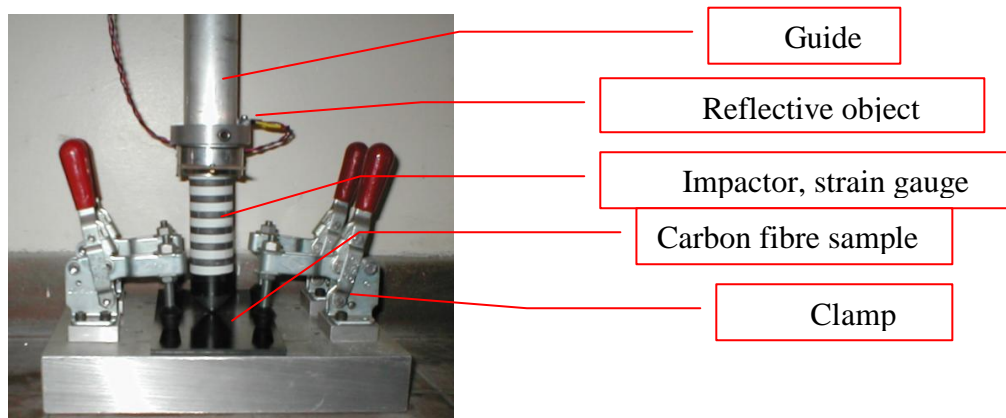 Guide
Reflective object
Impactor, strain gauge
Carbon fibre sample
Clamp